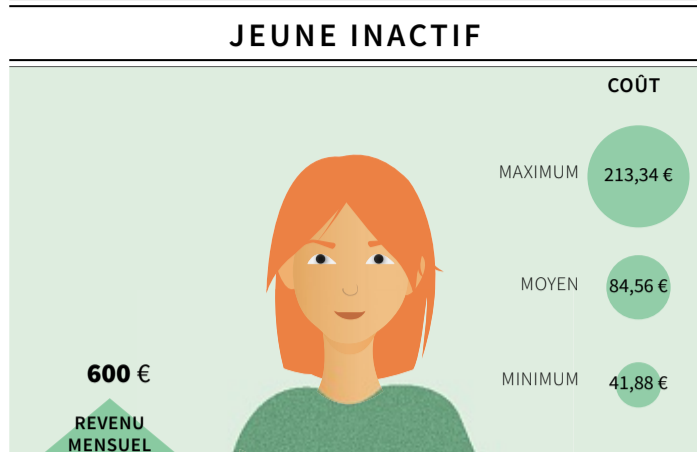 JEUNE INACTIF
COÛT
MAXIMUM 213,34 €
MOYEN 84,56 €
MINIMUM 41,88 €
600 €
REVENU
MENSUEL